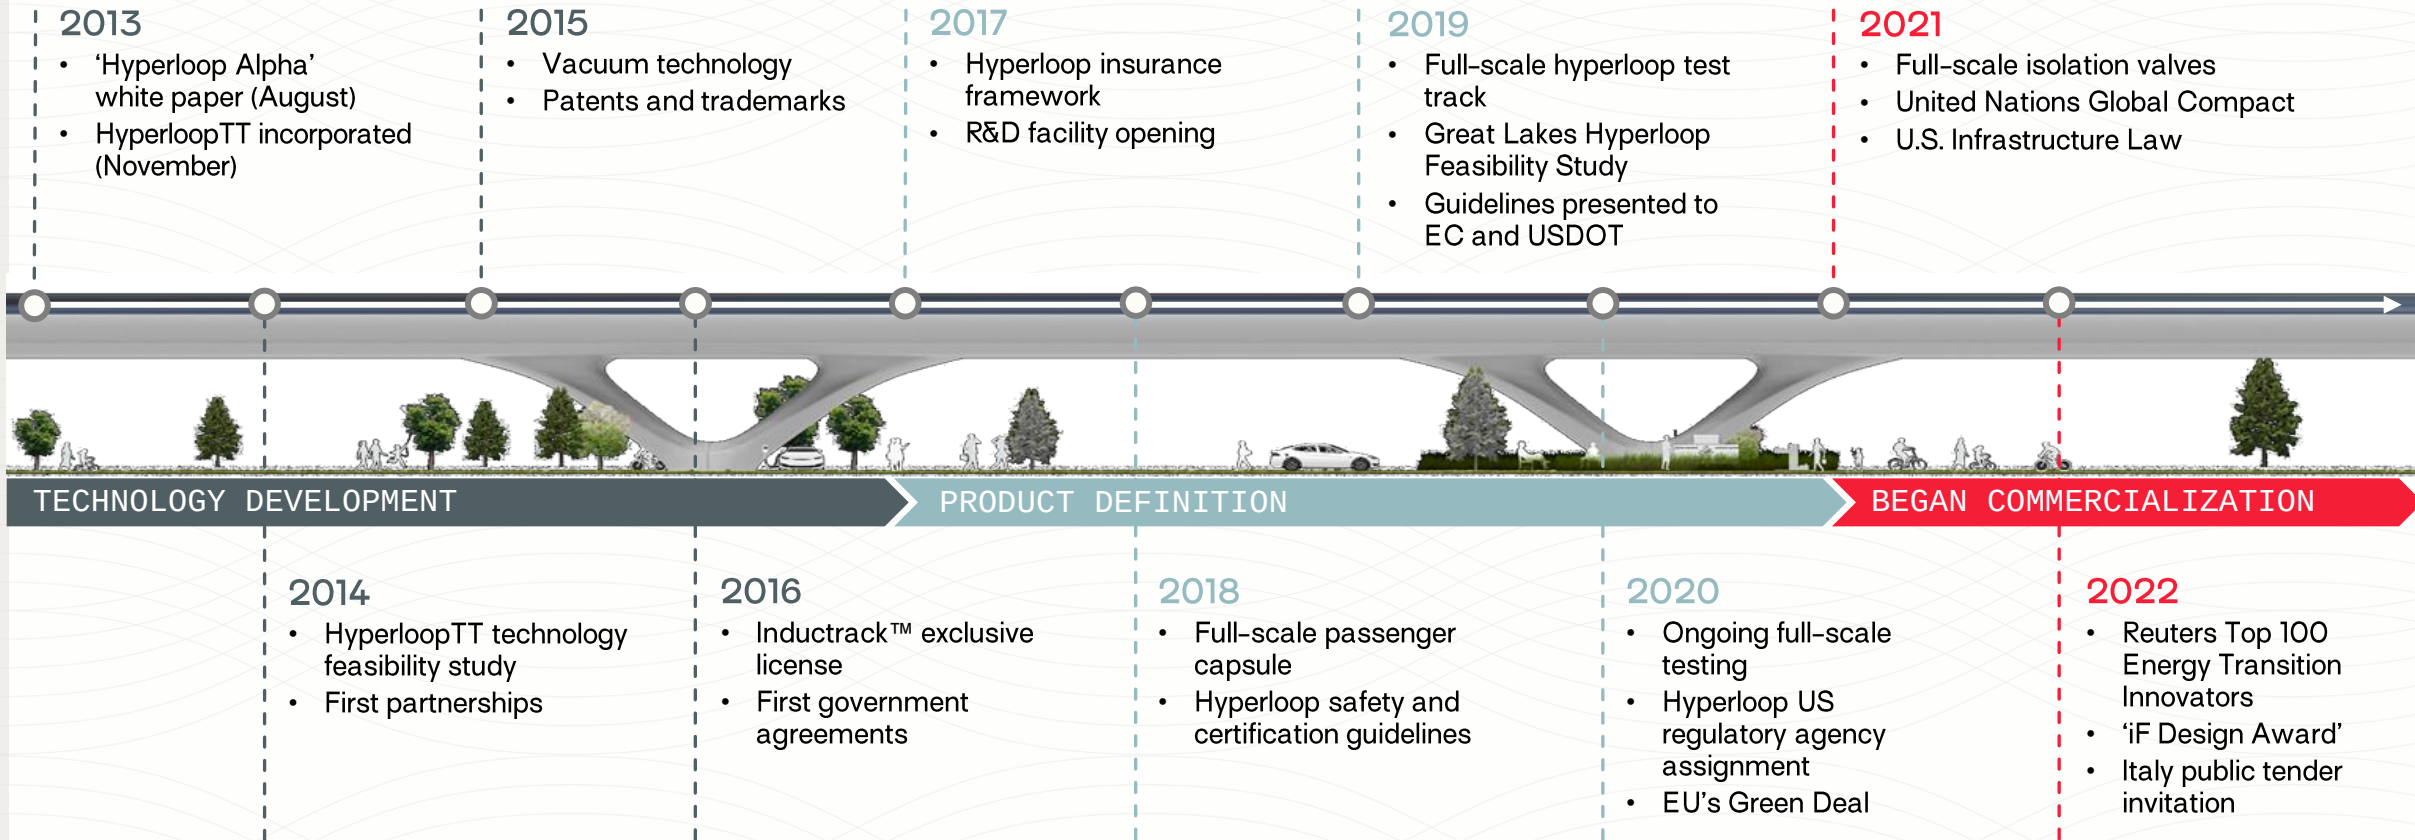 2013
• ‘Hyperloop Alpha’
white paper (August)
• HyperloopTT incorporated
(November)
2015
• Vacuum technology
• Patents and trademarks
2017
• Hyperloop insurance
framework
• R&D facility opening
2019
• Full-scale hyperloop test
track
• Great Lakes Hyperloop
Feasibility Study
• Guidelines presented to
EC and USDOT
2021
• Full-scale isolation valves
• United Nations Global Compact
• U.S. Infrastructure Law
TECHNOLOGY DEVELOPMENT
PRODUCT DEFINITION
BEGAN COMMERCIALIZATION
2014
• HyperloopTT technology
feasibility study
• First partnerships
2016
• Inductrack™ exclusive
license
• First government
agreements
2018
• Full-scale passenger
capsule
• Hyperloop safety and
certification guidelines
2020
• Ongoing full-scale
testing
• Hyperloop US
regulatory agency
assignment
• EU’s Green Deal
2022
• Reuters Top 100
Energy Transition
Innovators
• ‘iF Design Award’
• Italy public tender
invitation